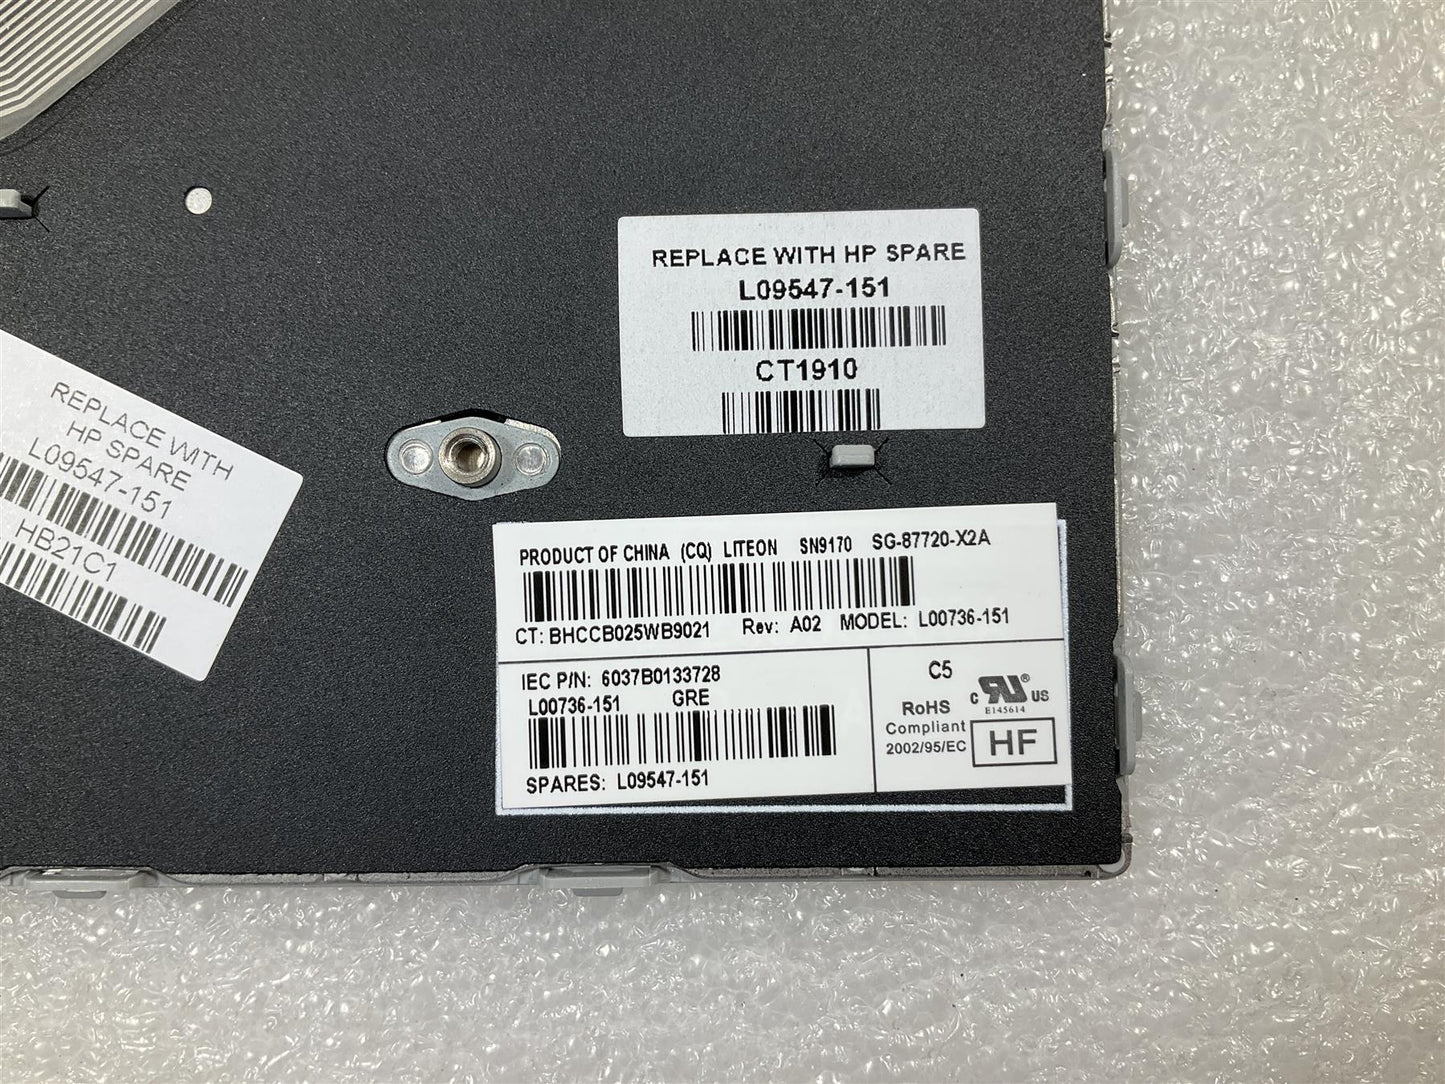 REPLACE WITH HP SPARE
L09547-151
CT1910
REPLACE WITH
HP SPARE
L09547-151
HB21C1
PRODUCT OF CHINA (CQ) LITEON SN9170 SG-87720-X2A
CT: BHCCB025WB9021 Rev: A02 MODEL: L00736-151
IEC P/N: 6037B0133728
L00736-151 GRE
SPARES: L09547-151
C5
RoHS
Compliant
2002/95/EC
c RU ® US
E145614
HF